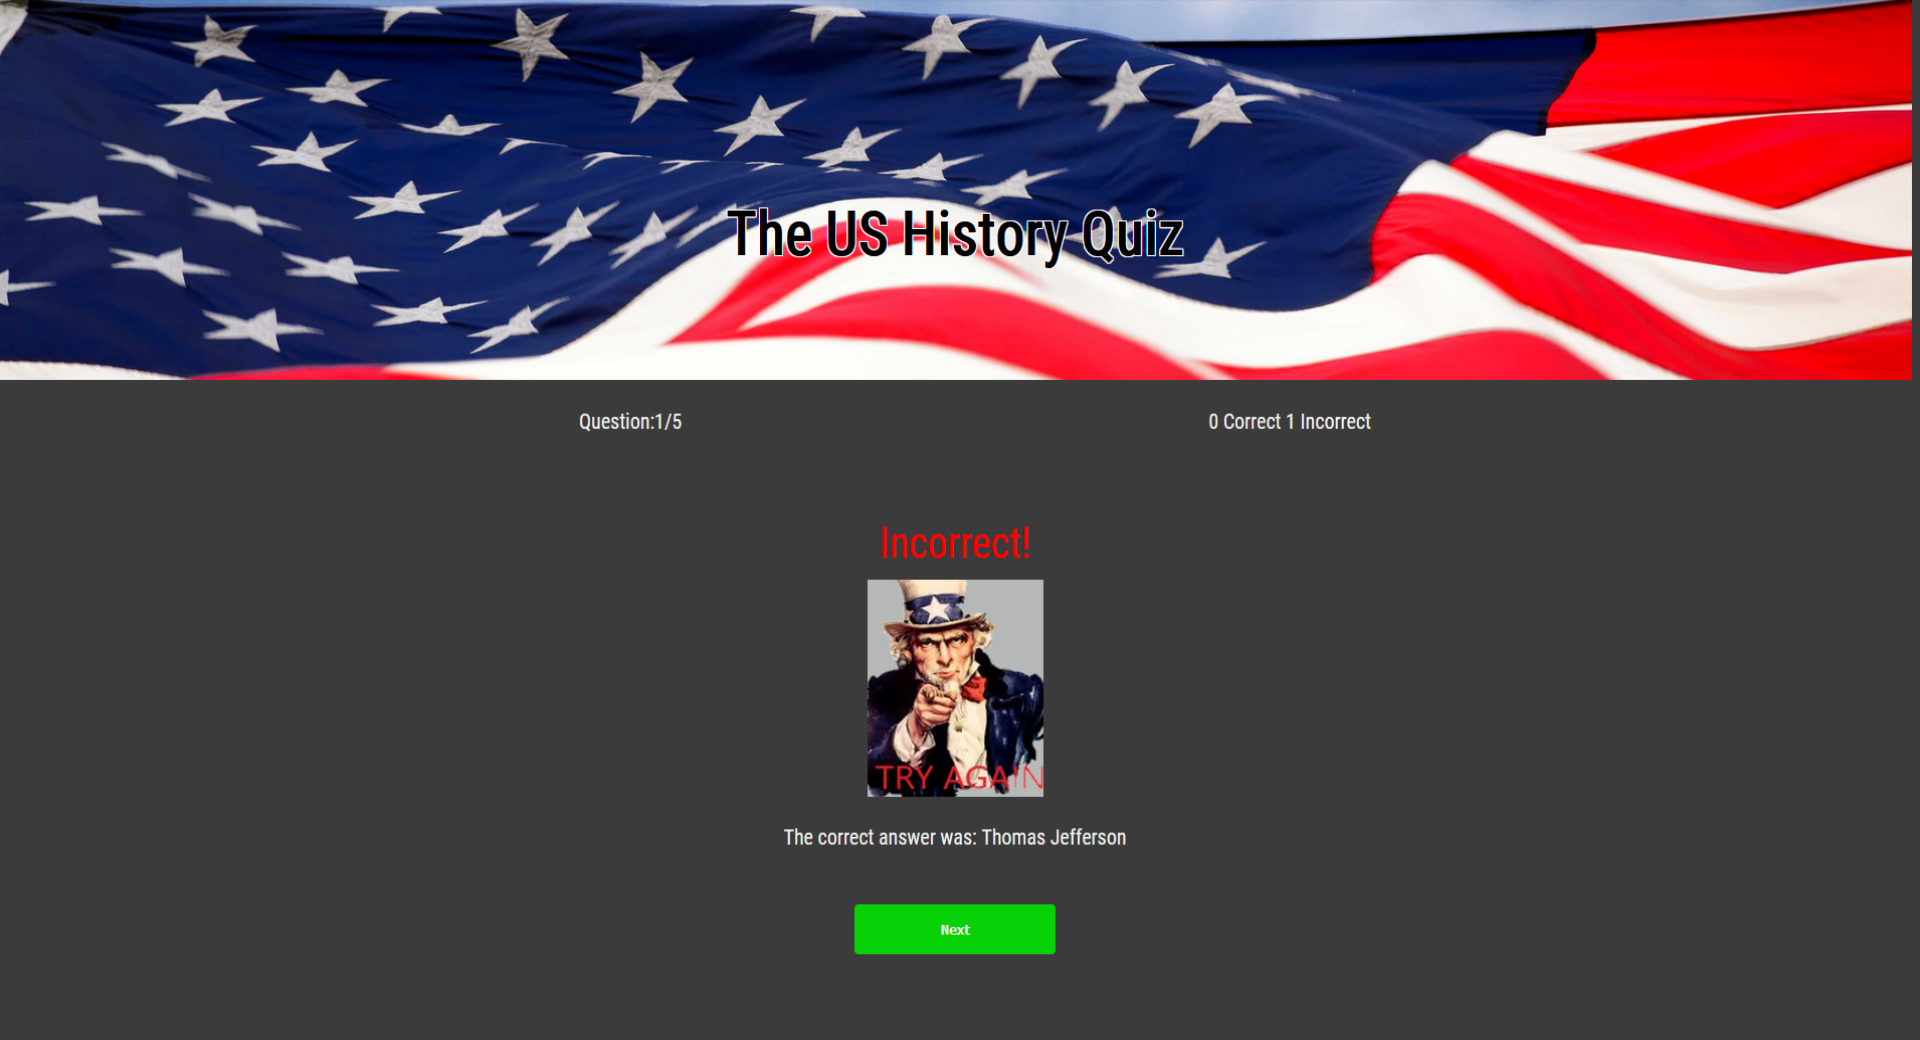 The US History Quiz
Question:1/5
0 Correct 1 Incorrect
Incorrect!
TRY AGAIN
The correct answer was: Thomas Jefferson
Next